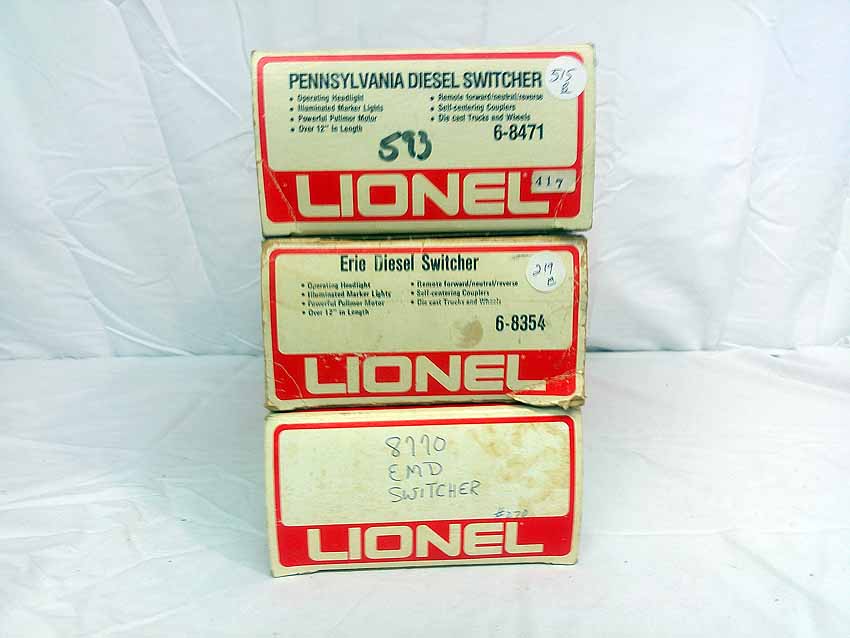 PENNSYLVANIA DIESEL SWITCHER
515
B
• Operating Headlight
• Illuminated Marker Lights
• Powerful Pullmor Motor
• Over 12" in Length
• Remote forward/neutral/reverse
• Self-centering Couplers
• Die cast Trucks and Wheels
6-8471
593
417
LIONEL
Erie Diesel Switcher
219
B
• Operating Headlight
• Illuminated Marker Lights
• Powerful Pullmor Motor
• Over 12" in Length
• Remote forward/neutral/reverse
• Self-centering Couplers
• Die cast Trucks and Wheels
6-8354
LIONEL
8770
EMD
SWITCHER
LIONEL